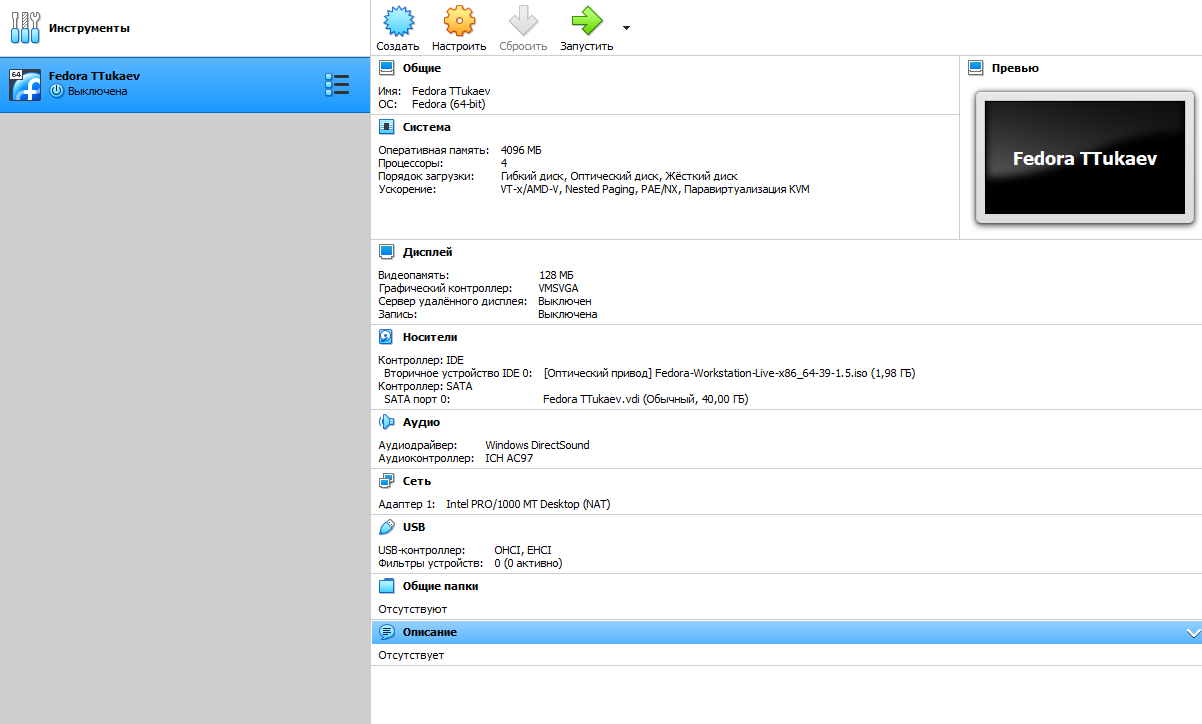 Инструменты
64
Fedora TTukaev
Выключена
Создать Настроить Сбросить Запустить
Общие
Имя: Fedora TTukaev
ОС: Fedora (64-bit)
Превью
Fedora TTukaev
Система
Оперативная память: 4096 МБ
Процессоры: 4
Порядок загрузки: Гибкий диск, Оптический диск, Жёсткий диск
Ускорение: VT-x/AMD-V, Nested Paging, PAE/NX, Паравиртуализация KVM
Дисплей
Видеопамять: 128 МБ
Графический контроллер: VMSVGA
Сервер удалённого дисплея: Выключен
Запись: Выключена
Носители
Контроллер: IDE
Вторичное устройство IDE 0: [Оптический привод] Fedora-Workstation-Live-x86_64-39-1.5.iso (1,98 ГБ)
Контроллер: SATA
SATA порт 0: Fedora TTukaev.vdi (Обычный, 40,00 ГБ)
Аудио
Аудиодрайвер: Windows DirectSound
Аудиоконтроллер: ICH AC97
Сеть
Адаптер 1: Intel PRO/1000 MT Desktop (NAT)
USB
USB-контроллер: OHCI, EHCI
Фильтры устройств: 0 (0 активно)
Общие папки
Отсутствуют
Описание
Отсутствует